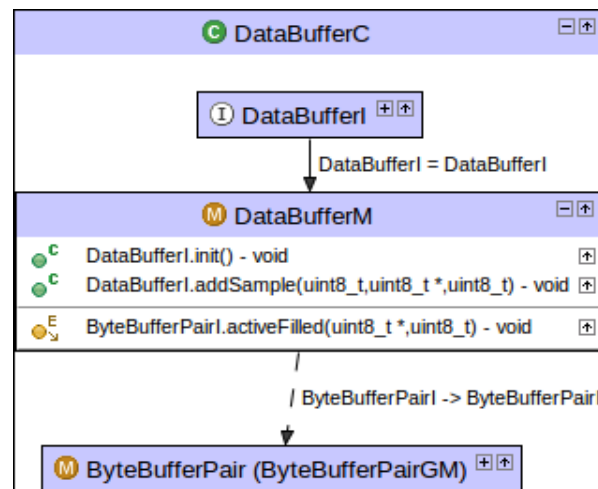 C DataBufferC
I DataBufferI
DataBufferI = DataBufferI
M DataBufferM
C DataBufferI.init() - void
C DataBufferI.addSample(uint8_t,uint8_t *,uint8_t) - void
E ByteBufferPairI.activeFilled(uint8_t *,uint8_t) - void
ByteBufferPairI -> ByteBufferPairI
M ByteBufferPair (ByteBufferPairGM)